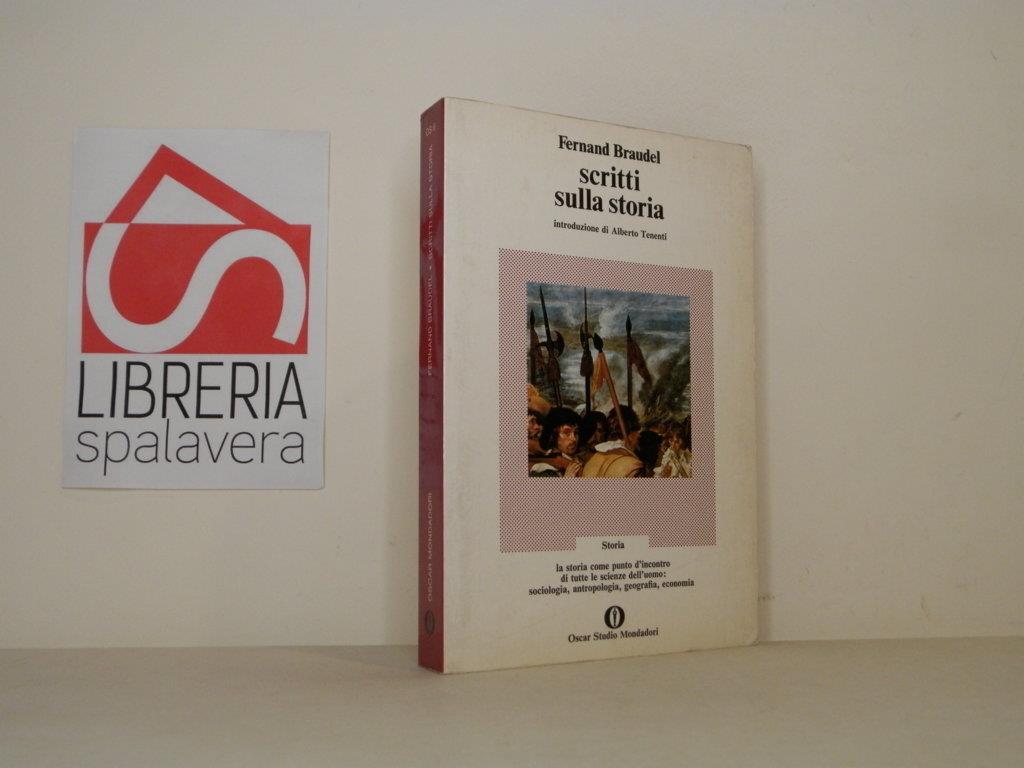 LIBRERIA
spalavera
FERNAND BRAUDEL • SCRITTI SULLA STORIA
OSCAR MONDADORI
Fernand Braudel
scritti
sulla storia
introduzione di Alberto Tenenti
Storia
la storia come punto d'incontro
di tutte le scienze dell'uomo:
sociologia, antropologia, geografia, economia
Oscar Studio Mondadori